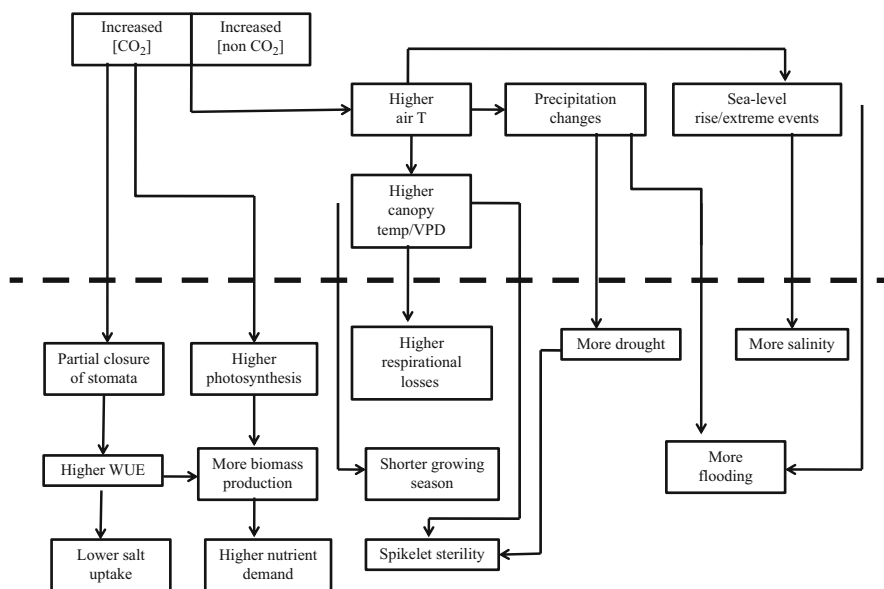 Increased
[CO₂]
Increased
[non CO₂]
Higher
air T
Precipitation
changes
Sea-level
rise/extreme events
Higher
canopy
temp/VPD
Partial closure
of stomata
Higher
photosynthesis
Higher
respirational
losses
More drought
More salinity
Higher WUE
More biomass
production
Shorter growing
season
More
flooding
Lower salt
uptake
Higher nutrient
demand
Spikelet sterility